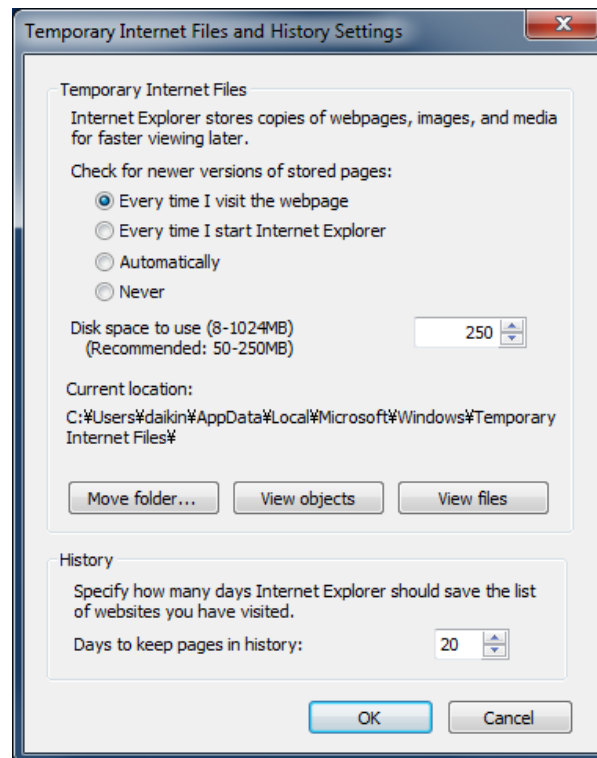 Temporary Internet Files and History Settings
Temporary Internet Files
Internet Explorer stores copies of webpages, images, and media
for faster viewing later.
Check for newer versions of stored pages:
Every time I visit the webpage
Every time I start Internet Explorer
Automatically
Never
Disk space to use (8-1024MB)
250
(Recommended: 50-250MB)
Current location:
C:¥Users¥daikin¥AppData¥Local¥Microsoft¥Windows¥Temporary
Internet Files¥
Move folder... View objects View files
History
Specify how many days Internet Explorer should save the list
of websites you have visited.
Days to keep pages in history: 20
OK Cancel